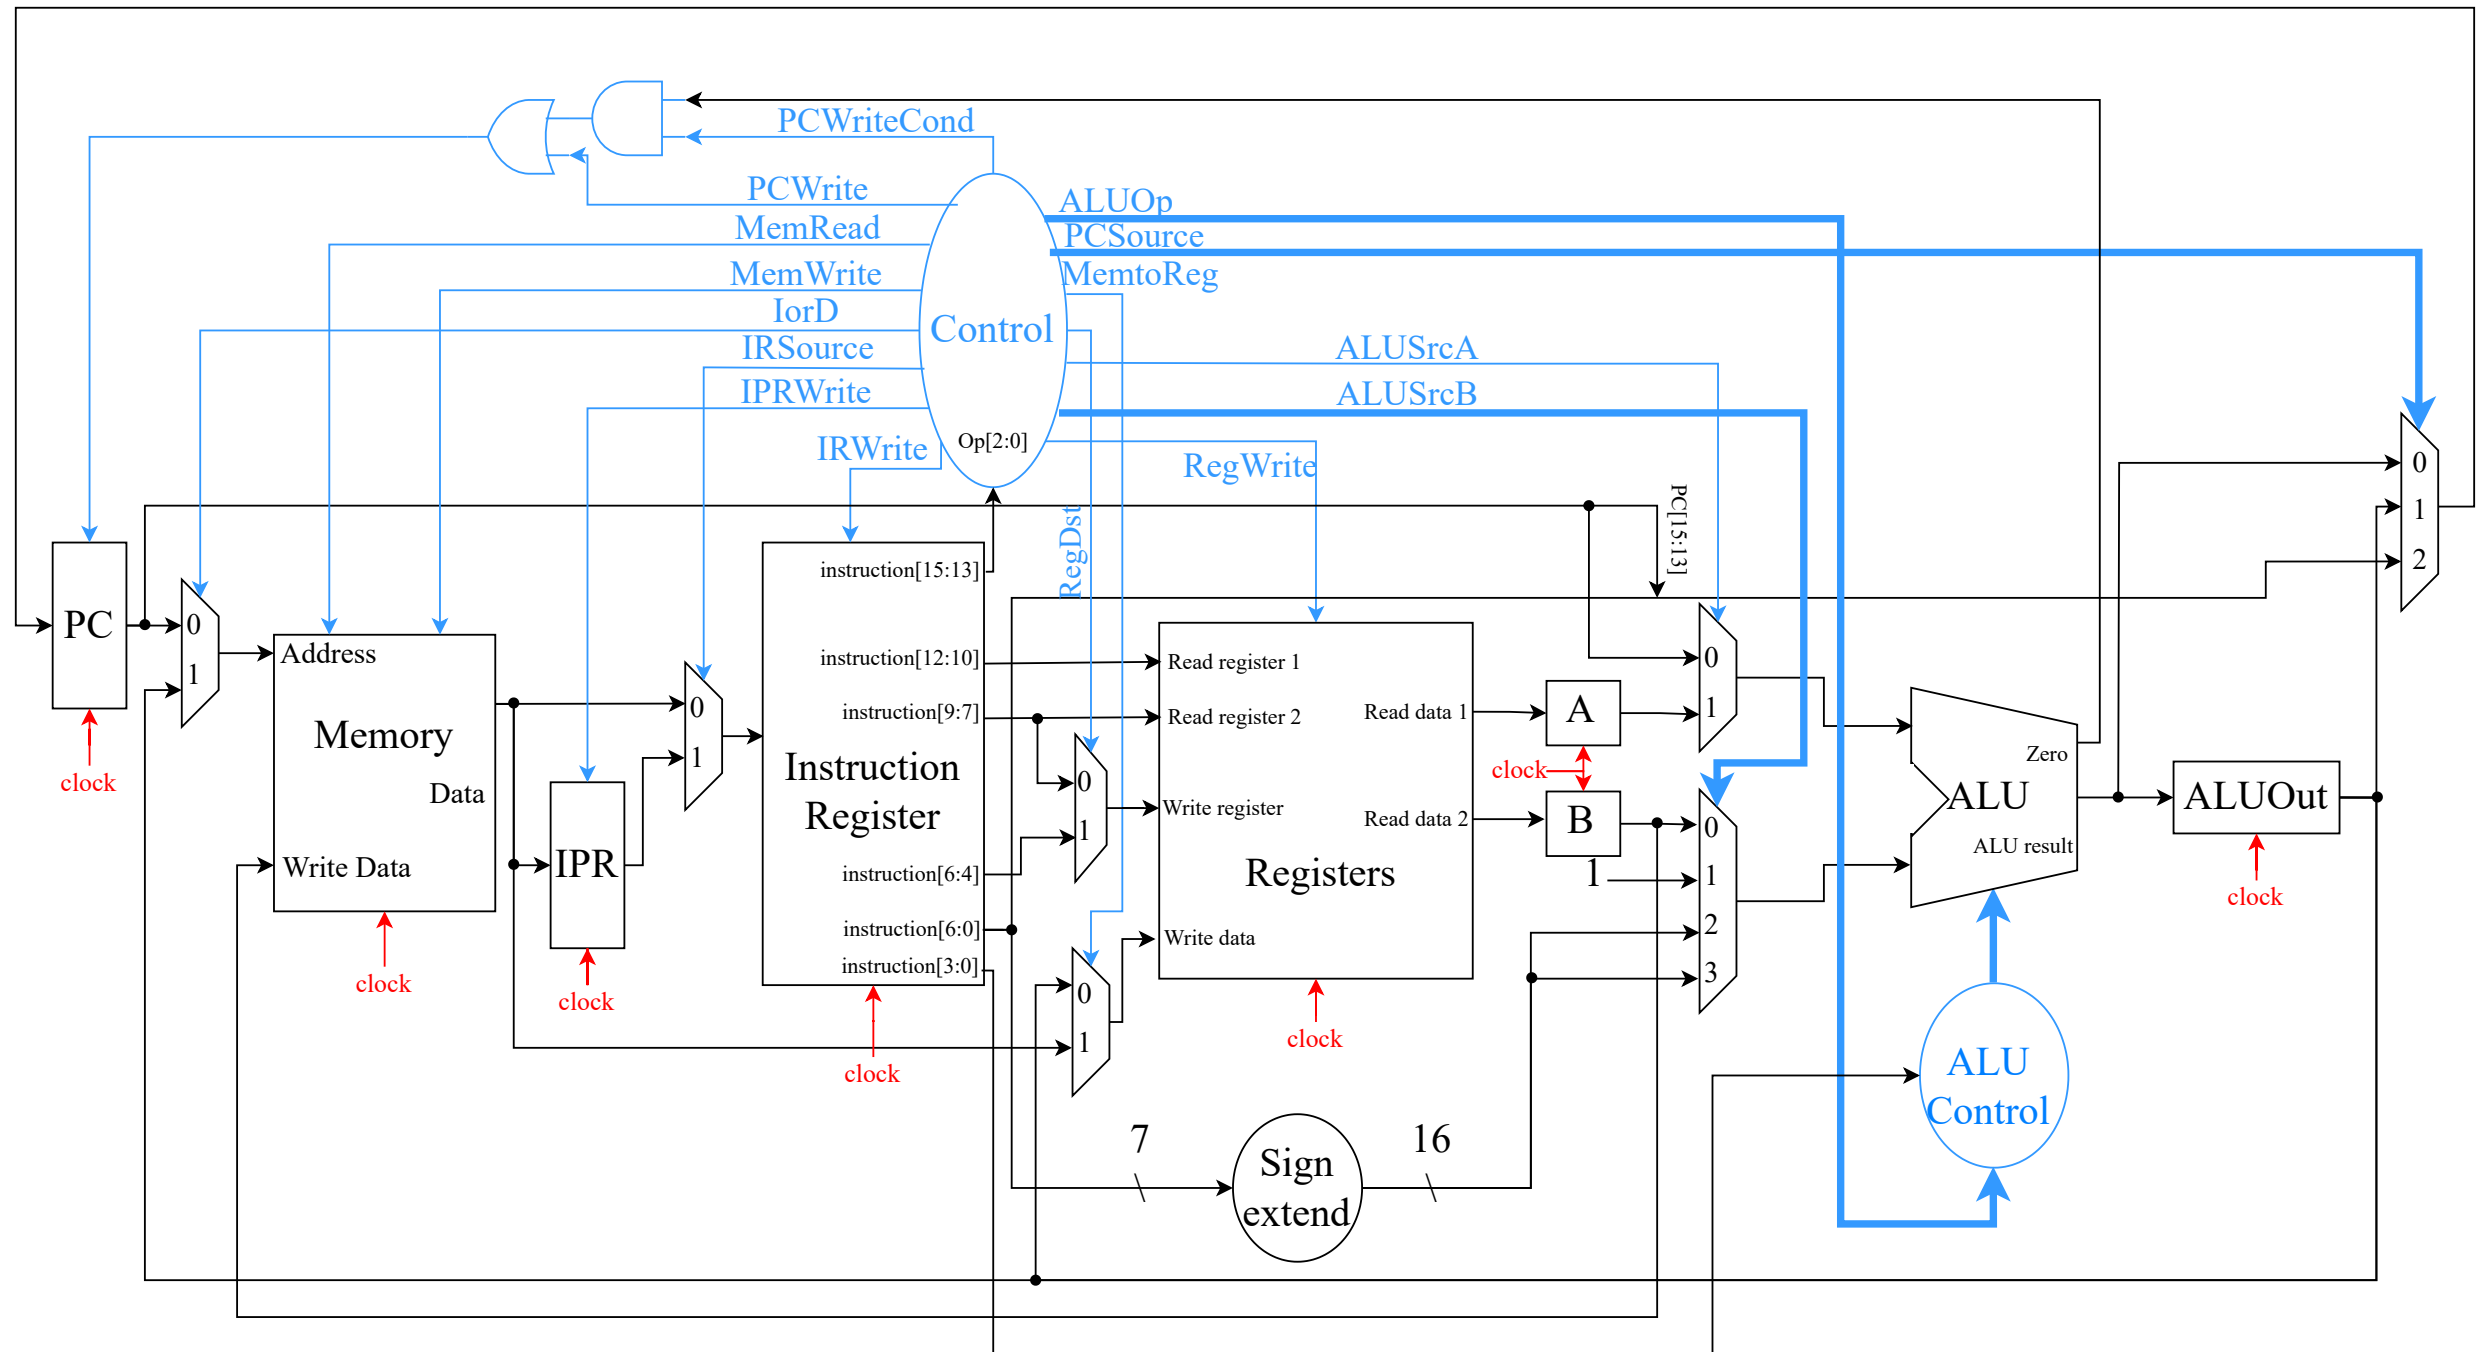 PCWriteCond
PCWrite
ALUOp
MemRead
PCSource
MemWrite
MemtoReg
IorD
Control
IRSource
ALUSrcA
IPRWrite
ALUSrcB
IRWrite
Op[2:0]
RegWrite
RegDst
PC[15:13]
0
1
2
PC
clock
0
1
Address
Memory
Data
Write Data
clock
IPR
clock
0
1
instruction[15:13]
instruction[12:10]
instruction[9:7]
Instruction
Register
instruction[6:4]
instruction[6:0]
instruction[3:0]
clock
0
1
0
1
Read register 1
Read register 2
Read data 1
Write register
Read data 2
Registers
Write data
clock
A
clock
B
1
0
1
0
1
2
3
Zero
ALU
ALU result
ALUOut
clock
ALU
Control
7
Sign
extend
16